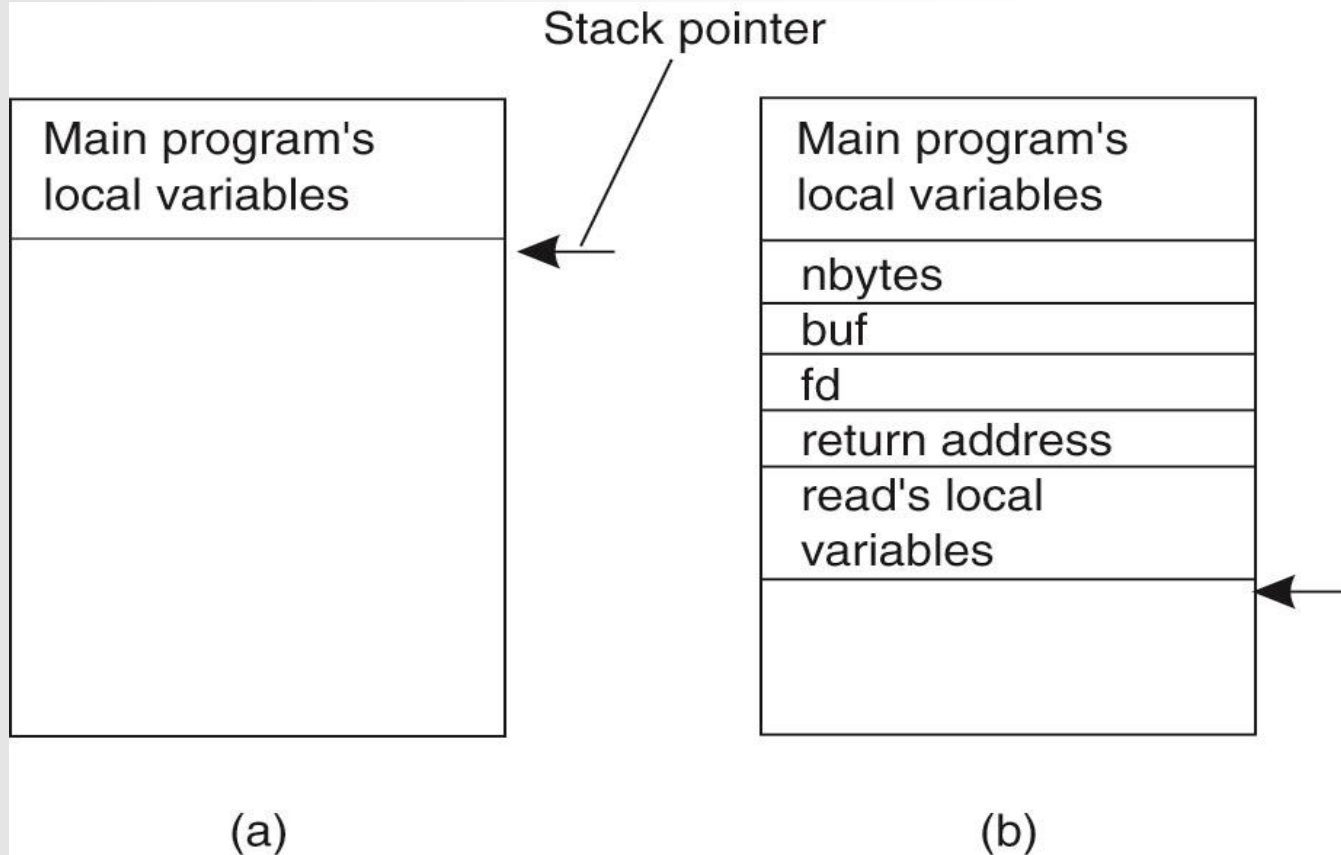 Stack pointer
Main program's
local variables
Main program's
local variables
nbytes
buf
fd
return address
read's local
variables
(a)
(b)